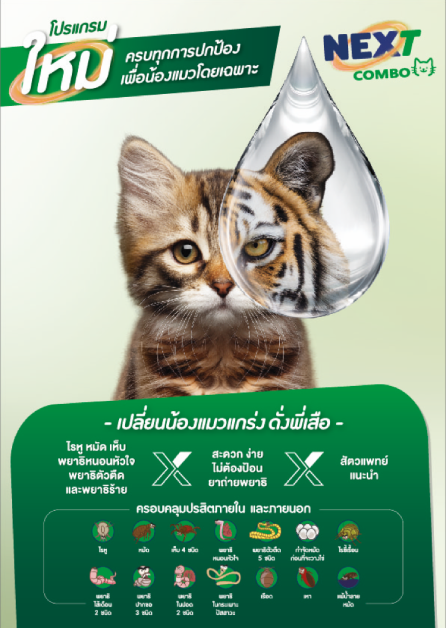 โปรแกรม
ใหม่
ครบทุกการปกป้อง
เพื่อน้องแมวโดยเฉพาะ
NEXT
COMBO
- เปลี่ยนน้องแมวแกร่ง ดั่งพี่เสือ -
ไรหู หมัด เห็บ
พยาธิหนอนหัวใจ
พยาธิตัวตืด
และพยาธิร้าย
สะดวก ง่าย
ไม่ต้องป้อน
ยาถ่ายพยาธิ
สัตวแพทย์
แนะนำ
ครอบคลุมปรสิตภายใน และภายนอก
ไรหู
หมัด
เห็บ 4 ชนิด
พยาธิ
หนอนหัวใจ
พยาธิตัวตืด
5 ชนิด
กำจัดหมัด
ก่อนที่จะวางไข่
ไรขี้เรื้อน
พยาธิ
ไส้เดือน
2 ชนิด
พยาธิ
ปากขอ
3 ชนิด
พยาธิ
ในปอด
2 ชนิด
พยาธิ
ในกระเพาะ
ปัสสาวะ
เรือด
เหา
แพ้น้ำลาย
หมัด